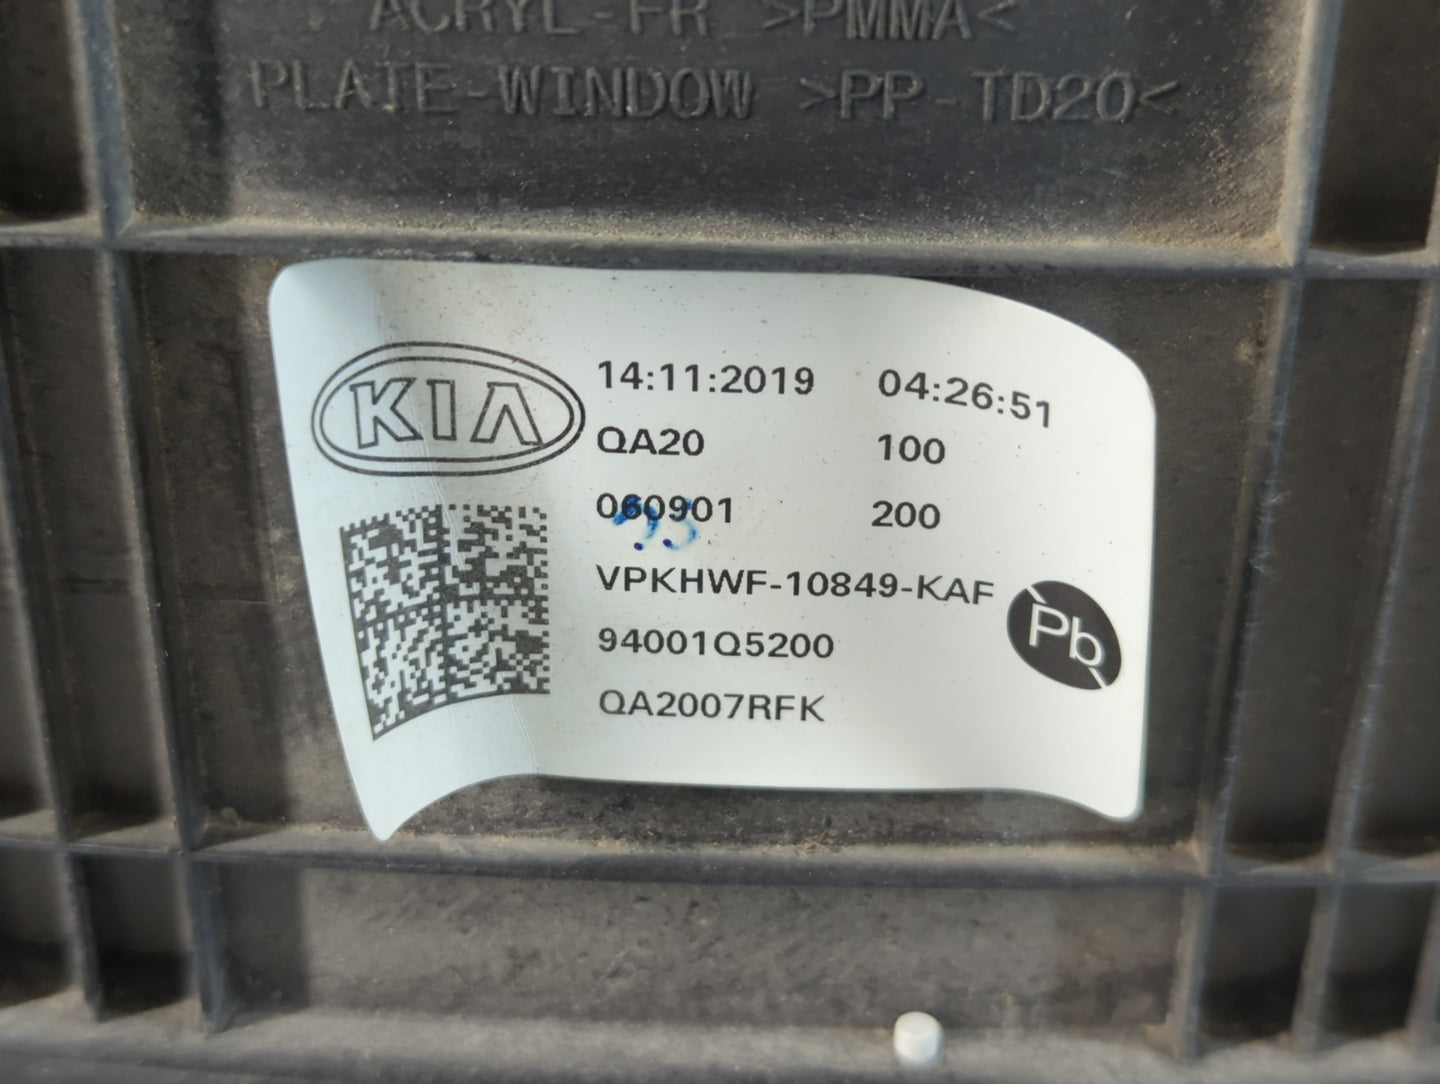 ACRYL-FR >PMMA<
PLATE-WINDOW >PP-TD20<
KIA
14:11:2019 04:26:51
QA20 100
060901 200
VPKHWF-10849-KAF
94001Q5200
Pb
QA2007RFK